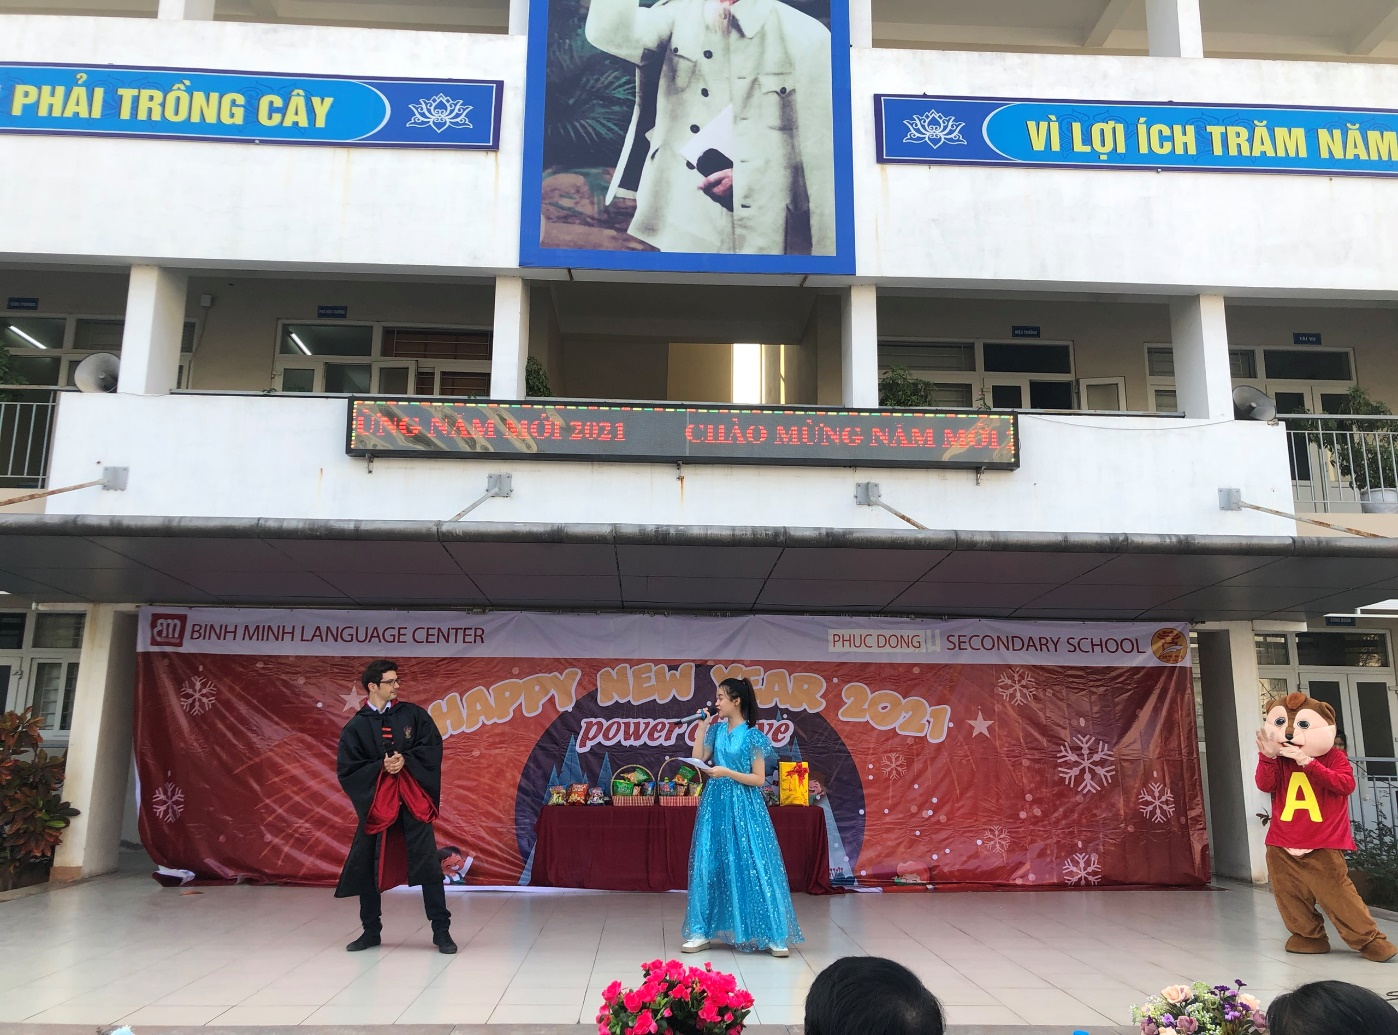 PHẢI TRỒNG CÂY
VÌ LỢI ÍCH TRĂM NĂM
ỪNG NĂM MỚI 2021 CHÀO MỪNG NĂM MỚI
BINH MINH LANGUAGE CENTER
PHUC DONG SECONDARY SCHOOL
HAPPY NEW YEAR 2021
power
A